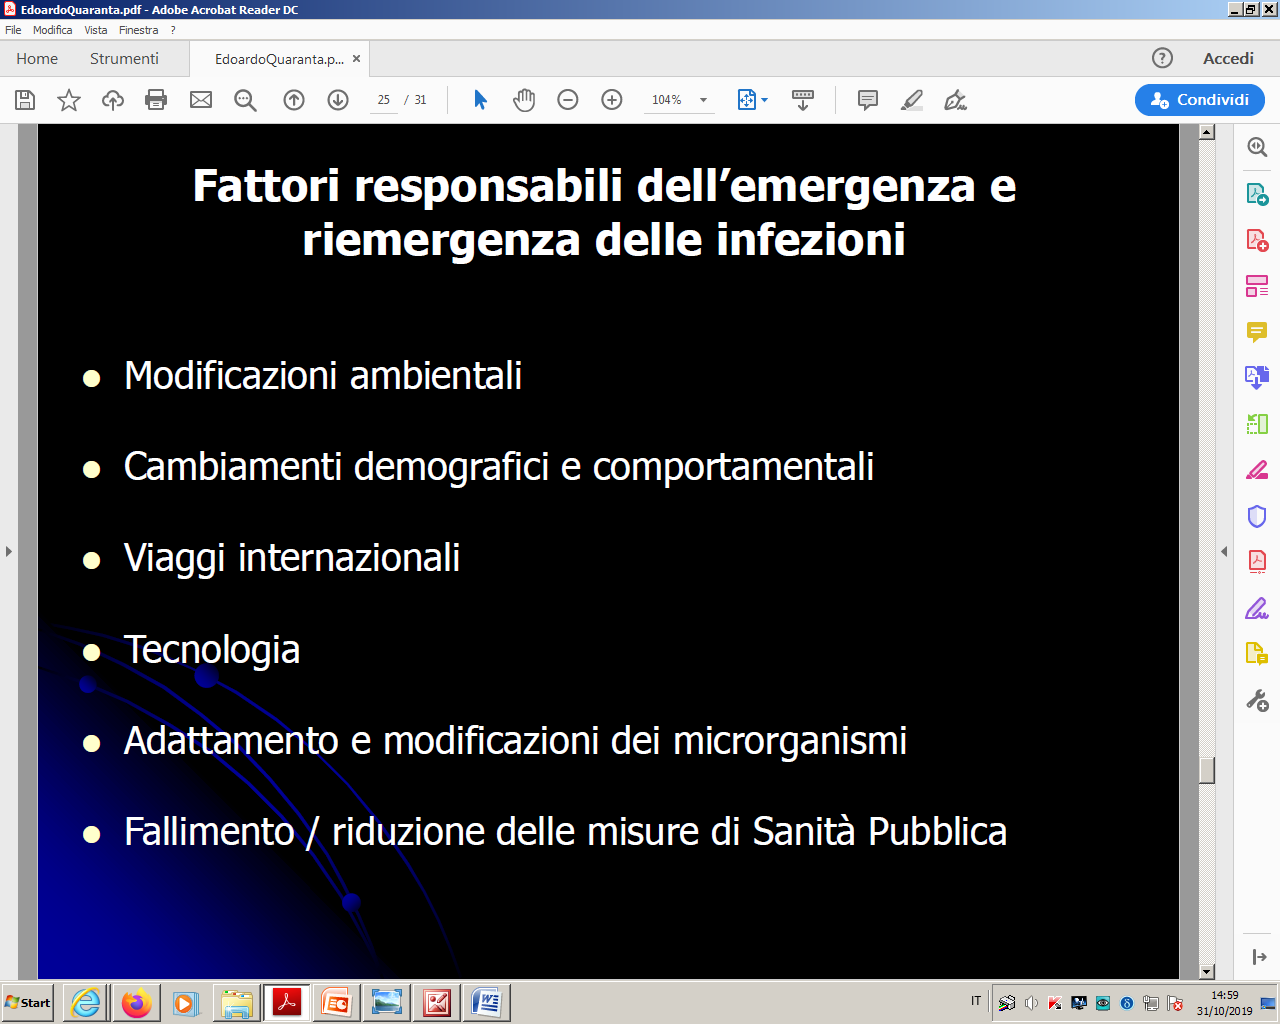 EdoardoQuaranta.pdf - Adobe Acrobat Reader DC
File Modifica Vista Finestra ?
Home Strumenti EdoardoQuaranta.p... × Accedi
25 / 31 104% Condividi
Fattori responsabili dell’emergenza e
riemergenza delle infezioni
Modificazioni ambientali
Cambiamenti demografici e comportamentali
Viaggi internazionali
Tecnologia
Adattamento e modificazioni dei microrganismi
Fallimento / riduzione delle misure di Sanità Pubblica
Start IT 14:59
31/10/2019